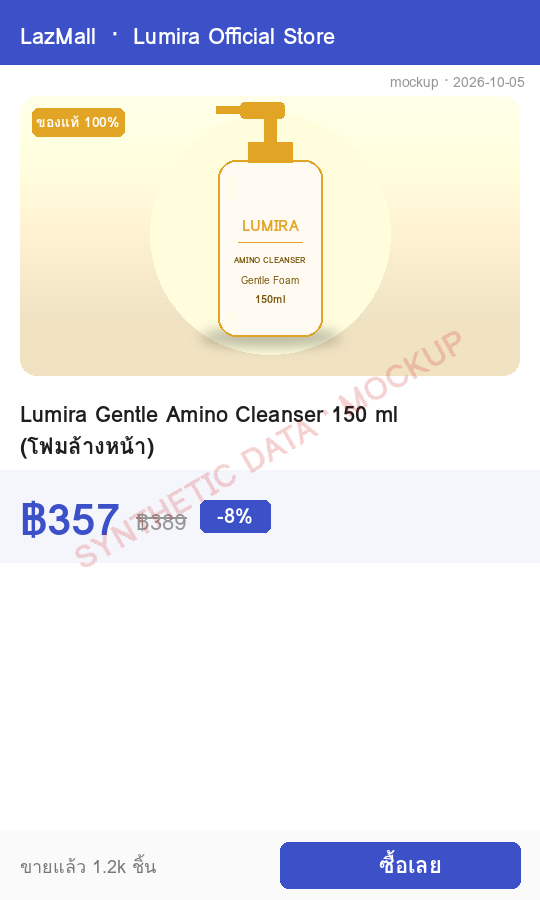 LazMall · Lumira Official Store
mockup · 2026-10-05
ของแท้ 100%
LUMIRA
AMINO CLEANSER
Gentle Foam
150ml
Lumira Gentle Amino Cleanser 150 ml
(โฟมล้างหน้า)
SYNTHETIC DATA · MOCKUP
฿357 ฿389 -8%
ขายแล้ว 1.2k ชิ้น
ซื้อเลย